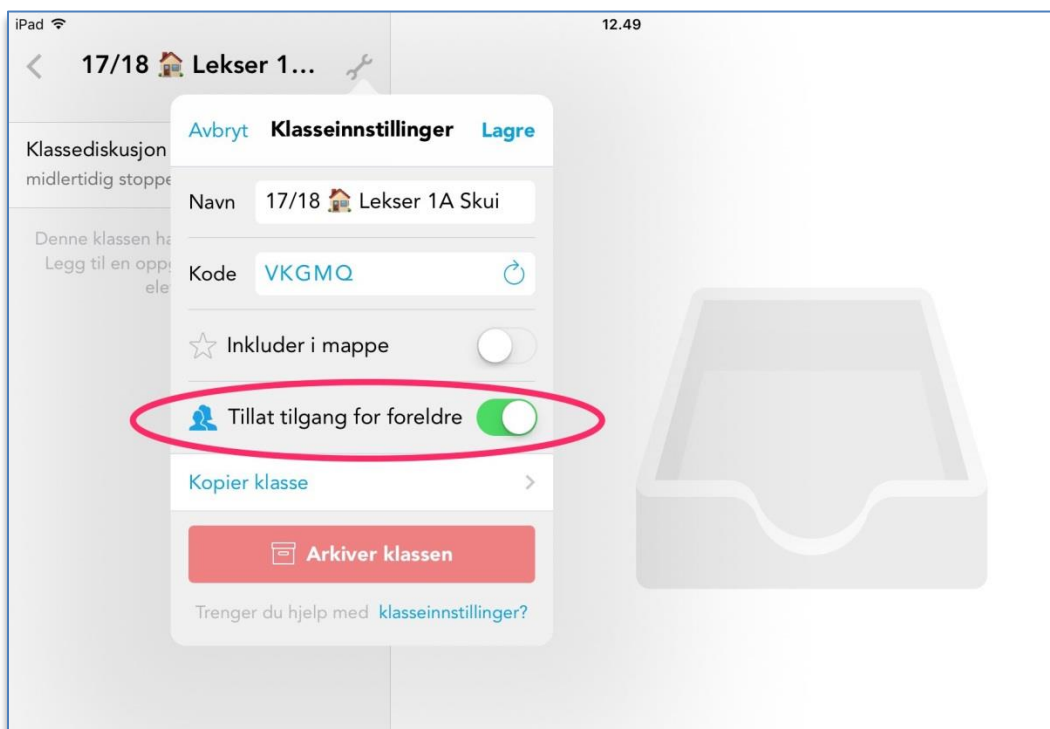 iPad 12.49
17/18 🏠 Lekser 1...
Avbryt Klasseinnstillinger Lagre
Klassediskusjon
midlertidig stoppe
Navn 17/18 🏠 Lekser 1A Skui
Denne klassen ha
Legg til en oppg
ele
Kode VKGMQ
Inkluder i mappe
Tillat tilgang for foreldre
Kopier klasse
Arkiver klassen
Trenger du hjelp med klasseinnstillinger?